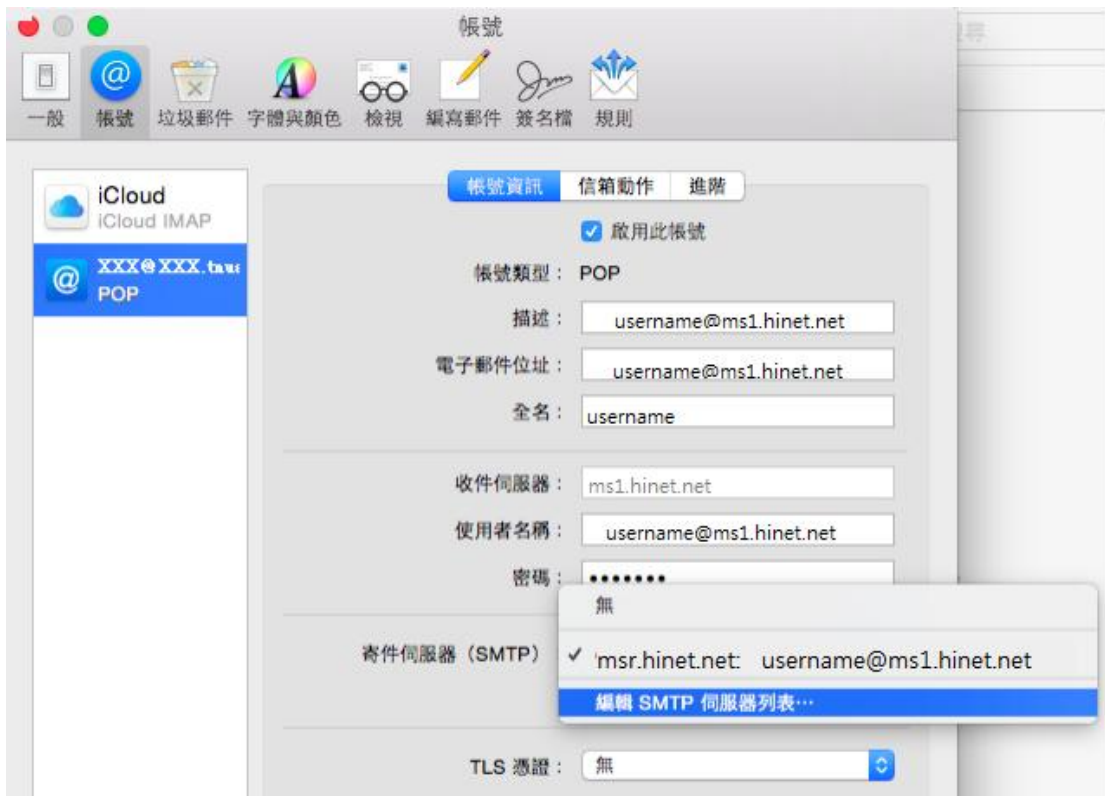 帳號
搜尋
一般 帳號 垃圾郵件 字體與顏色 檢視 編寫郵件 簽名檔 規則
iCloud
iCloud IMAP
XXX@XXX.tnu
POP
帳號資訊 信箱動作 進階
啟用此帳號
帳號類型： POP
描述： username@ms1.hinet.net
電子郵件位址： username@ms1.hinet.net
全名： username
收件伺服器： ms1.hinet.net
使用者名稱： username@ms1.hinet.net
密碼： •••••••
無
寄件伺服器（SMTP） ✓ 'msr.hinet.net: username@ms1.hinet.net
編輯 SMTP 伺服器列表⋯
TLS 憑證： 無